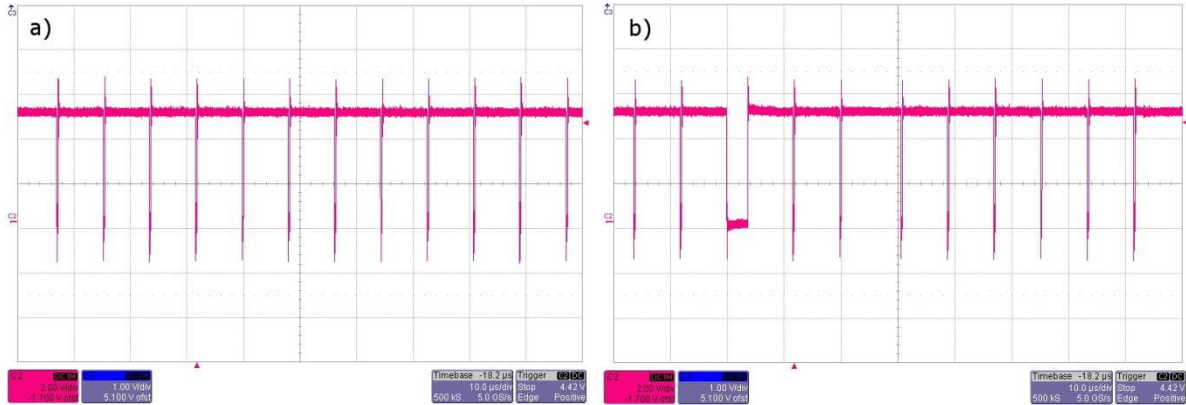 a)
C3
C2
C2 DC1M
2.00 V/div
-1.700 V ofst
DC1M
1.00 V/div
5.100 V ofst
Timebase -18.2 µs
10.0 µs/div
500 kS 5.0 GS/s
Trigger C2 DC
Stop 4.42 V
Edge Positive
b)
C3
C2
C2 DC1M
2.00 V/div
-1.700 V ofst
DC1M
1.00 V/div
5.100 V ofst
Timebase -18.2 µs
10.0 µs/div
500 kS 5.0 GS/s
Trigger C2 DC
Stop 4.42 V
Edge Positive